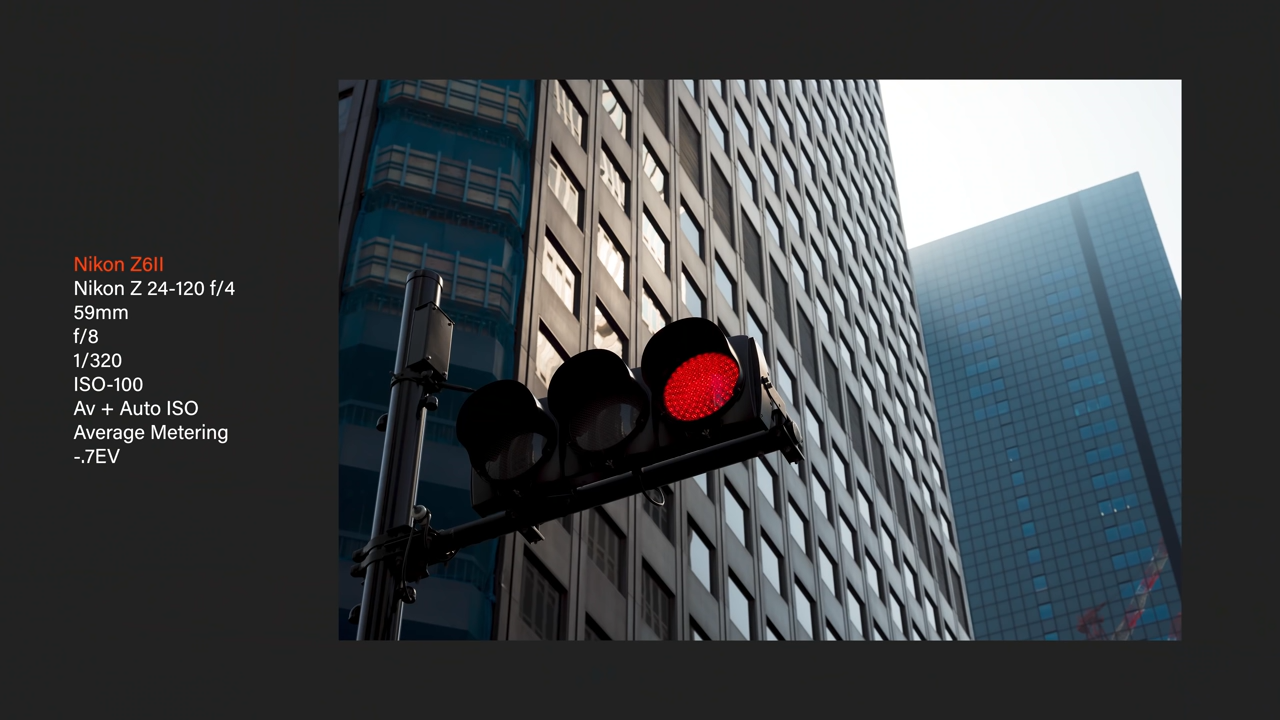 Nikon Z6II
Nikon Z 24-120 f/4
59mm
f/8
1/320
ISO-100
Av + Auto ISO
Average Metering
-.7EV